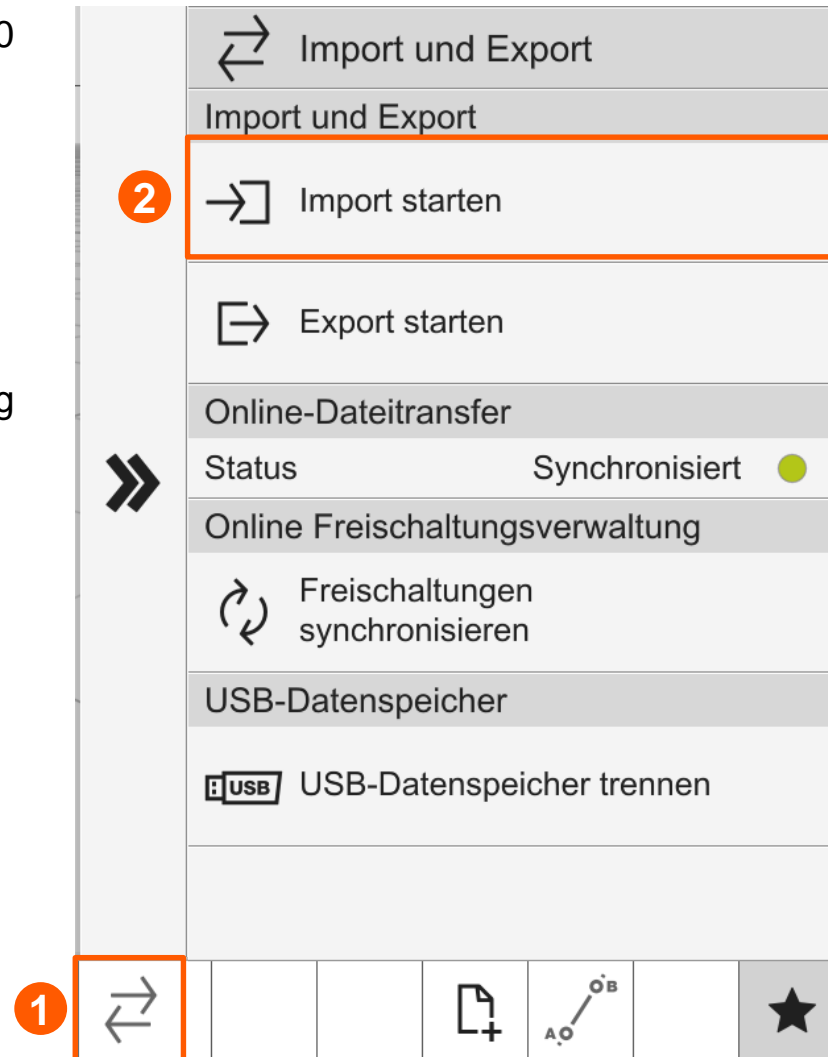 0
Import und Export
Import und Export
2
Import starten
Export starten
g
Online-Dateitransfer
Status Synchronisiert
Online Freischaltungsverwaltung
Freischaltungen
synchronisieren
USB-Datenspeicher
USB USB-Datenspeicher trennen
1
B
A